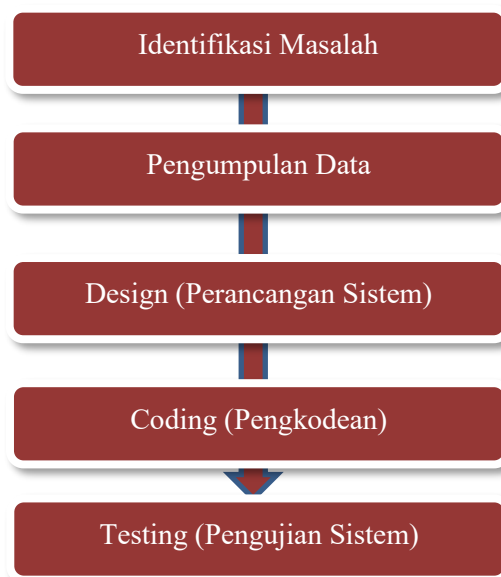 Identifikasi Masalah
Pengumpulan Data
Design (Perancangan Sistem)
Coding (Pengkodean)
Testing (Pengujian Sistem)